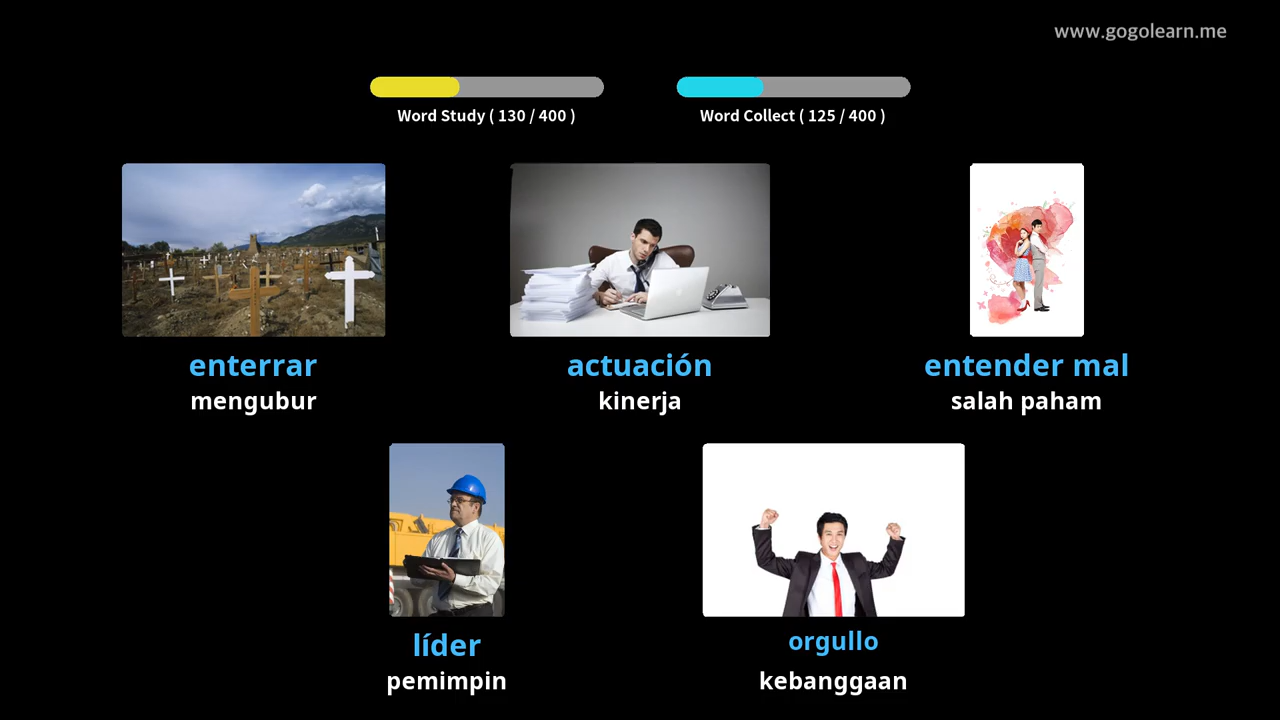 www.gogolearn.me
Word Study ( 130 / 400 )
Word Collect ( 125 / 400 )
enterrar
mengubur
actuación
kinerja
entender mal
salah paham
líder
pemimpin
orgullo
kebanggaan